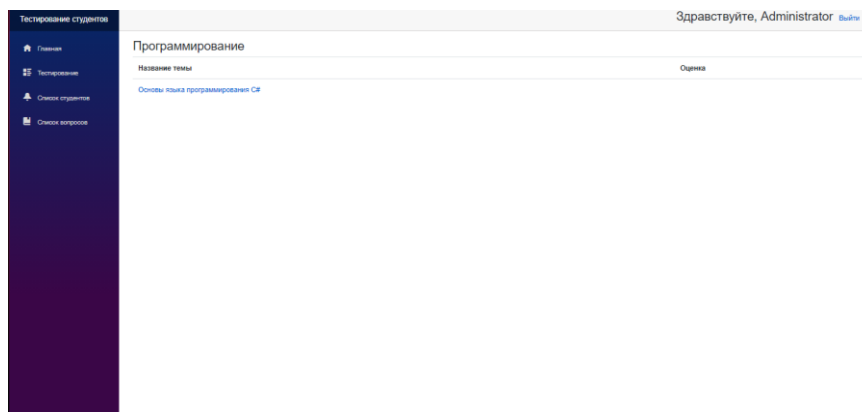 Тестирование студентов
Здравствуйте, Administrator Выйти
Главная
Тестирование
Список студентов
Список вопросов
Программирование
Название темы Оценка
Основы языка программирования C#